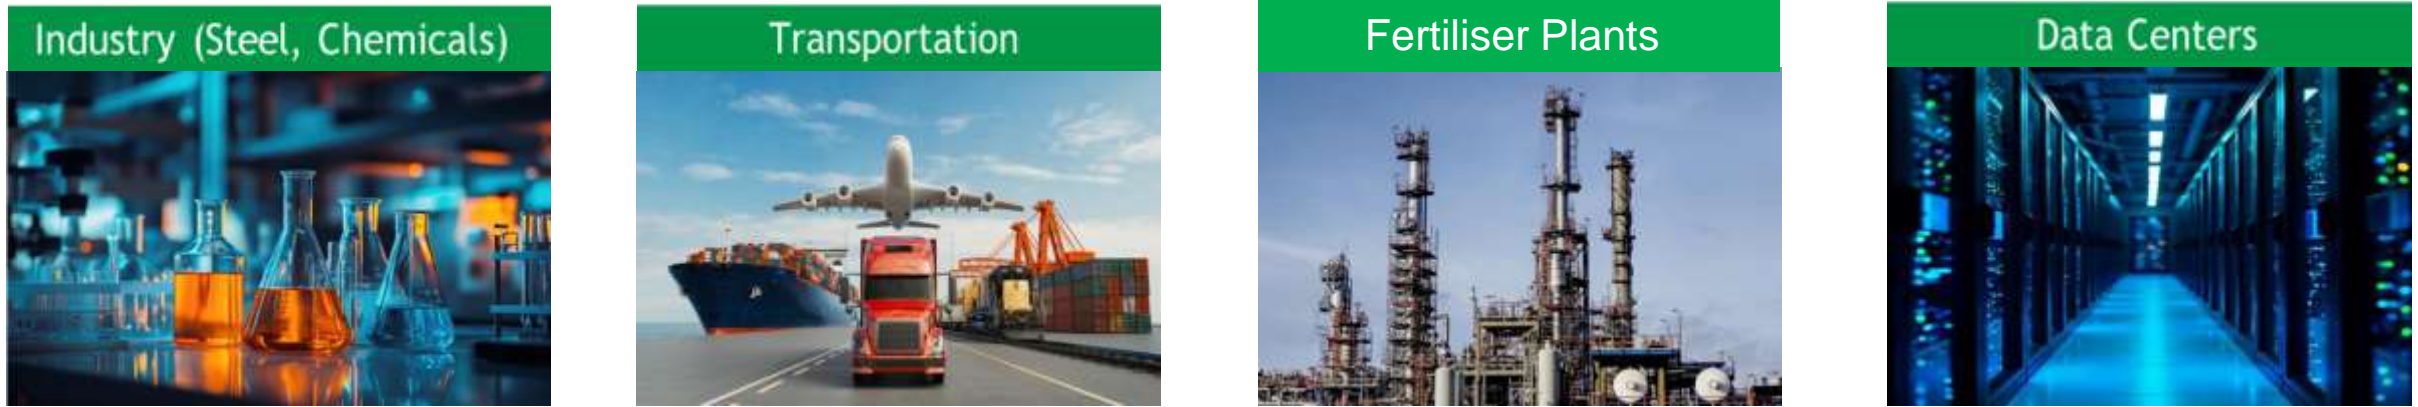 Industry (Steel, Chemicals)
Transportation
Fertiliser Plants
Data Centers